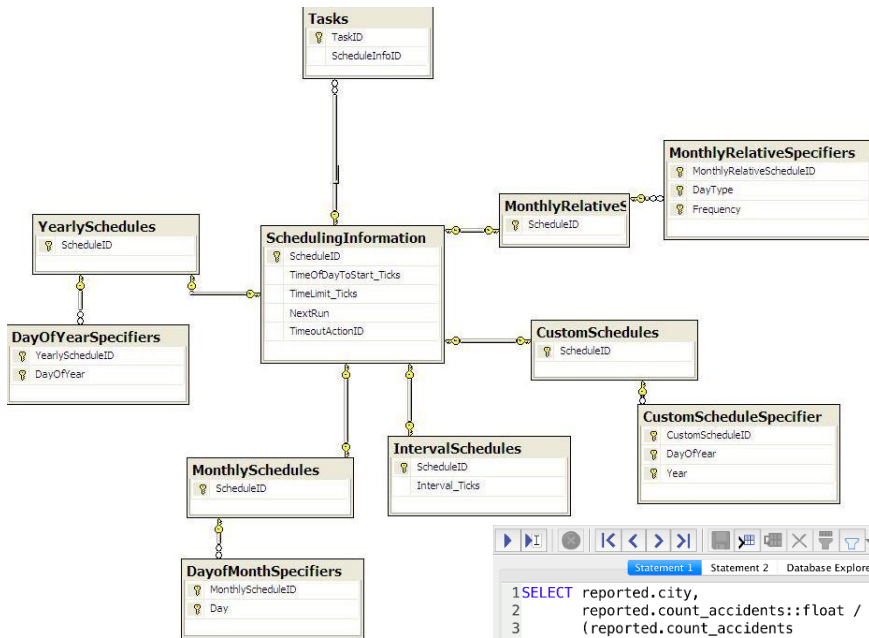 Tasks
TaskID
ScheduleInfoID
MonthlyRelativeSpecifiers
MonthlyRelativeScheduleID
DayType
Frequency
MonthlyRelativeS
ScheduleID
YearlySchedules
ScheduleID
SchedulingInformation
ScheduleID
TimeOfDayToStart_Ticks
TimeLimit_Ticks
NextRun
TimeoutActionID
DayOfYearSpecifiers
YearlyScheduleID
DayOfYear
CustomSchedules
ScheduleID
CustomScheduleSpecifier
CustomScheduleID
DayOfYear
Year
IntervalSchedules
ScheduleID
Interval_Ticks
MonthlySchedules
ScheduleID
DayofMonthSpecifiers
MonthlyScheduleID
Day
Statement 1 Statement 2 Database Explore
1 SELECT reported.city,
2 reported.count_accidents::float /
3 (reported.count_accidents